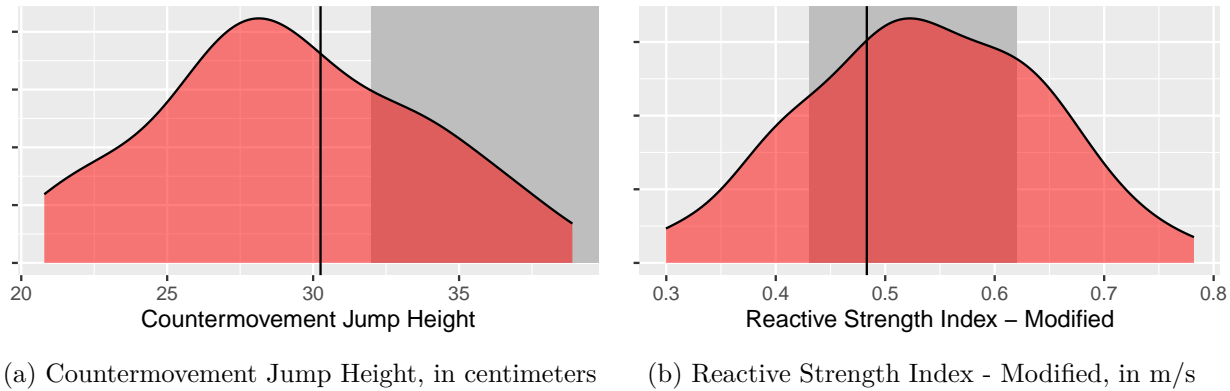 20 25 30 35
Countermovement Jump Height
(a) Countermovement Jump Height, in centimeters
0.3 0.4 0.5 0.6 0.7 0.8
Reactive Strength Index – Modified
(b) Reactive Strength Index - Modified, in m/s